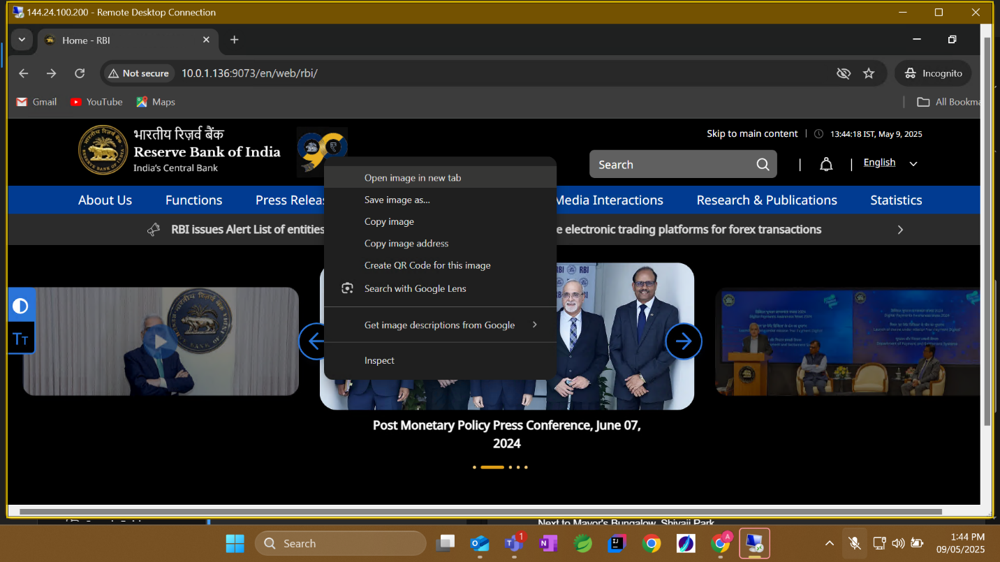 144.24.100.200 - Remote Desktop Connection
Home - RBI
Not secure
10.0.1.136:9073/en/web/rbi/
Incognito
Gmail
YouTube
Maps
All Bookma
भारतीय रिज़र्व बैंक
Reserve Bank of India
India's Central Bank
Skip to main content
13:44:18 IST, May 9, 2025
Search
English
About Us
Functions
Press Relea
Media Interactions
Research & Publications
Statistics
RBI issues Alert List of entities
e electronic trading platforms for forex transactions
Open image in new tab
Save image as...
Copy image
Copy image address
Create QR Code for this image
Search with Google Lens
Get image descriptions from Google
Inspect
RBI
RBI
TT
Post Monetary Policy Press Conference, June 07,
2024
Next to Mayor's Bungalow, Shivaji Park
Search
1
A
1:44 PM
09/05/2025